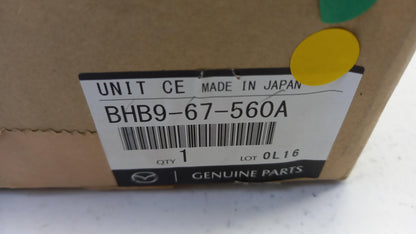 UNIT CE MADE IN JAPAN
BHB9-67-560A
QTY 1 LOT 0L16
GENUINE PARTS